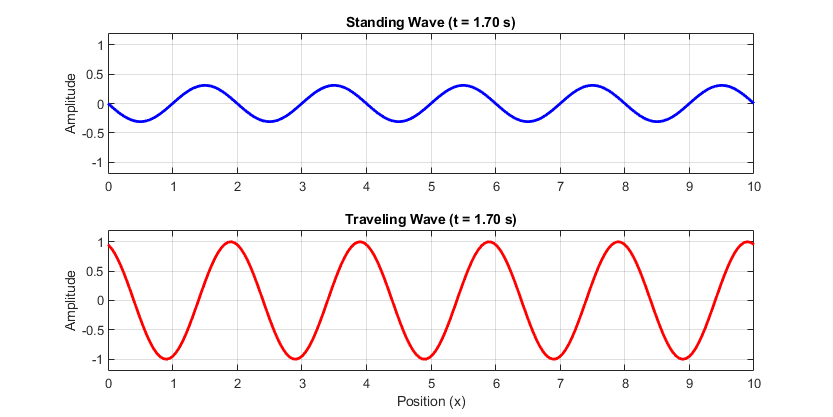 Standing Wave (t = 1.70 s)
Amplitude
1
0.5
0
-0.5
-1
0 1 2 3 4 5 6 7 8 9 10
Traveling Wave (t = 1.70 s)
Amplitude
1
0.5
0
-0.5
-1
0 1 2 3 4 5 6 7 8 9 10
Position (x)